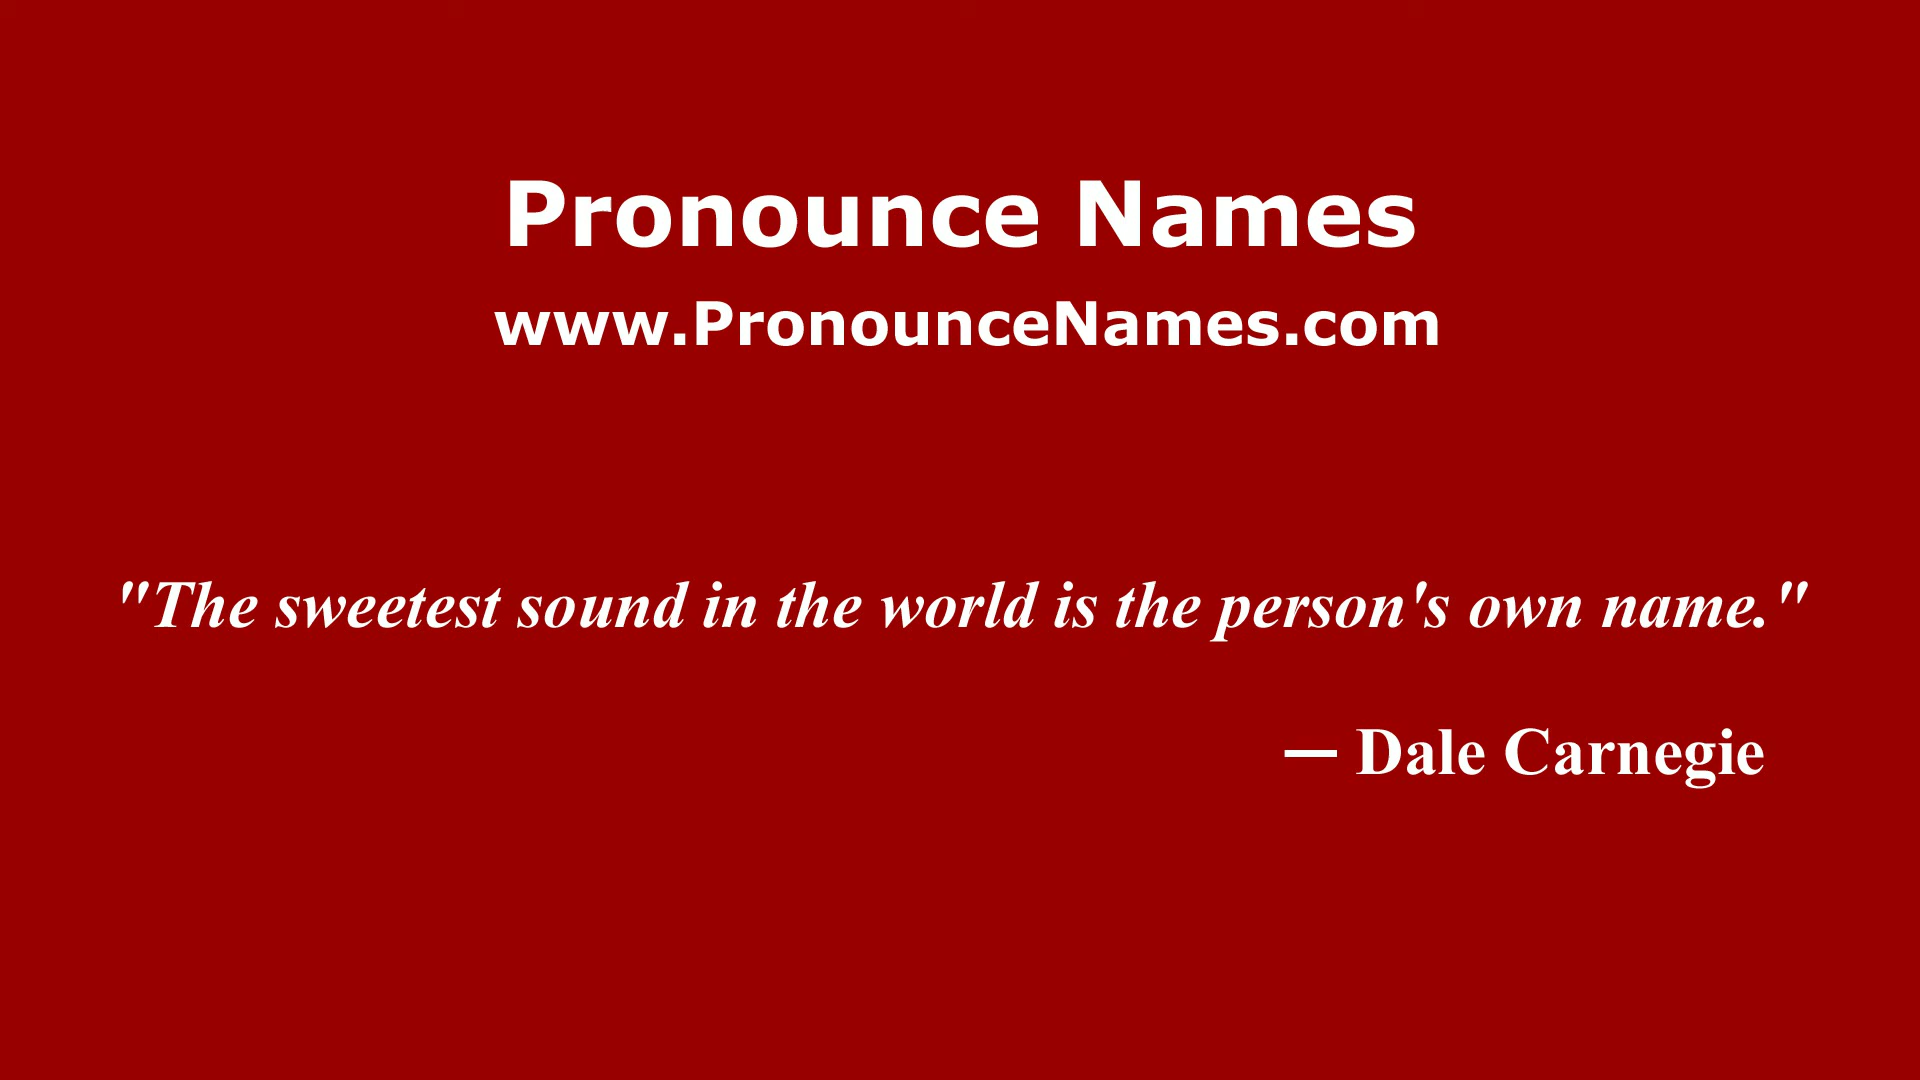 Pronounce Names
www.PronounceNames.com
"The sweetest sound in the world is the person's own name."
— Dale Carnegie